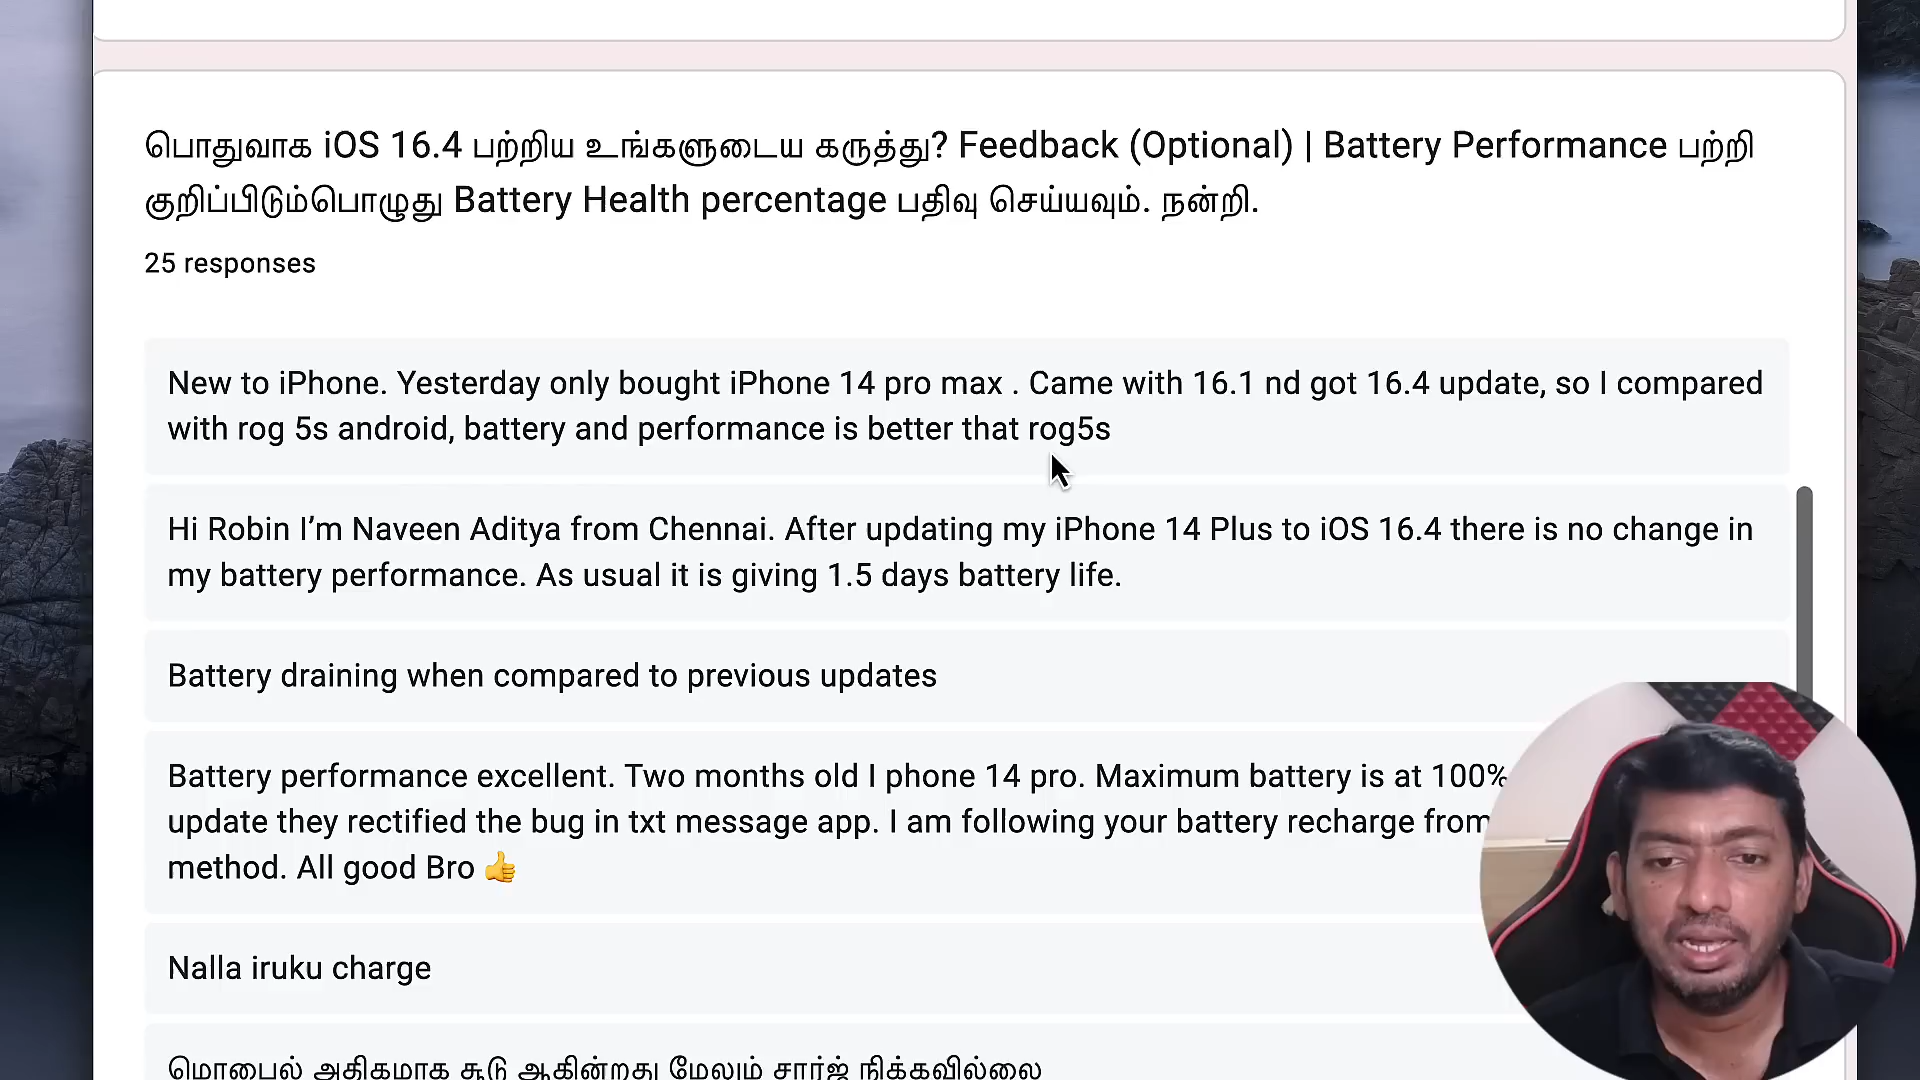 பொதுவாக iOS 16.4 பற்றிய உங்களுடைய கருத்து? Feedback (Optional) | Battery Performance பற்றி
குறிப்பிடும்பொழுது Battery Health percentage பதிவு செய்யவும். நன்றி.
25 responses
New to iPhone. Yesterday only bought iPhone 14 pro max . Came with 16.1 nd got 16.4 update, so I compared
with rog 5s android, battery and performance is better that rog5s
Hi Robin I’m Naveen Aditya from Chennai. After updating my iPhone 14 Plus to iOS 16.4 there is no change in
my battery performance. As usual it is giving 1.5 days battery life.
Battery draining when compared to previous updates
Battery performance excellent. Two months old I phone 14 pro. Maximum battery is at 100%
update they rectified the bug in txt message app. I am following your battery recharge from
method. All good Bro 👍
Nalla iruku charge
மொபைல் அதிகமாக சூடு ஆகின்றது மேலும் சார்ஜ் நிக்கவில்லை